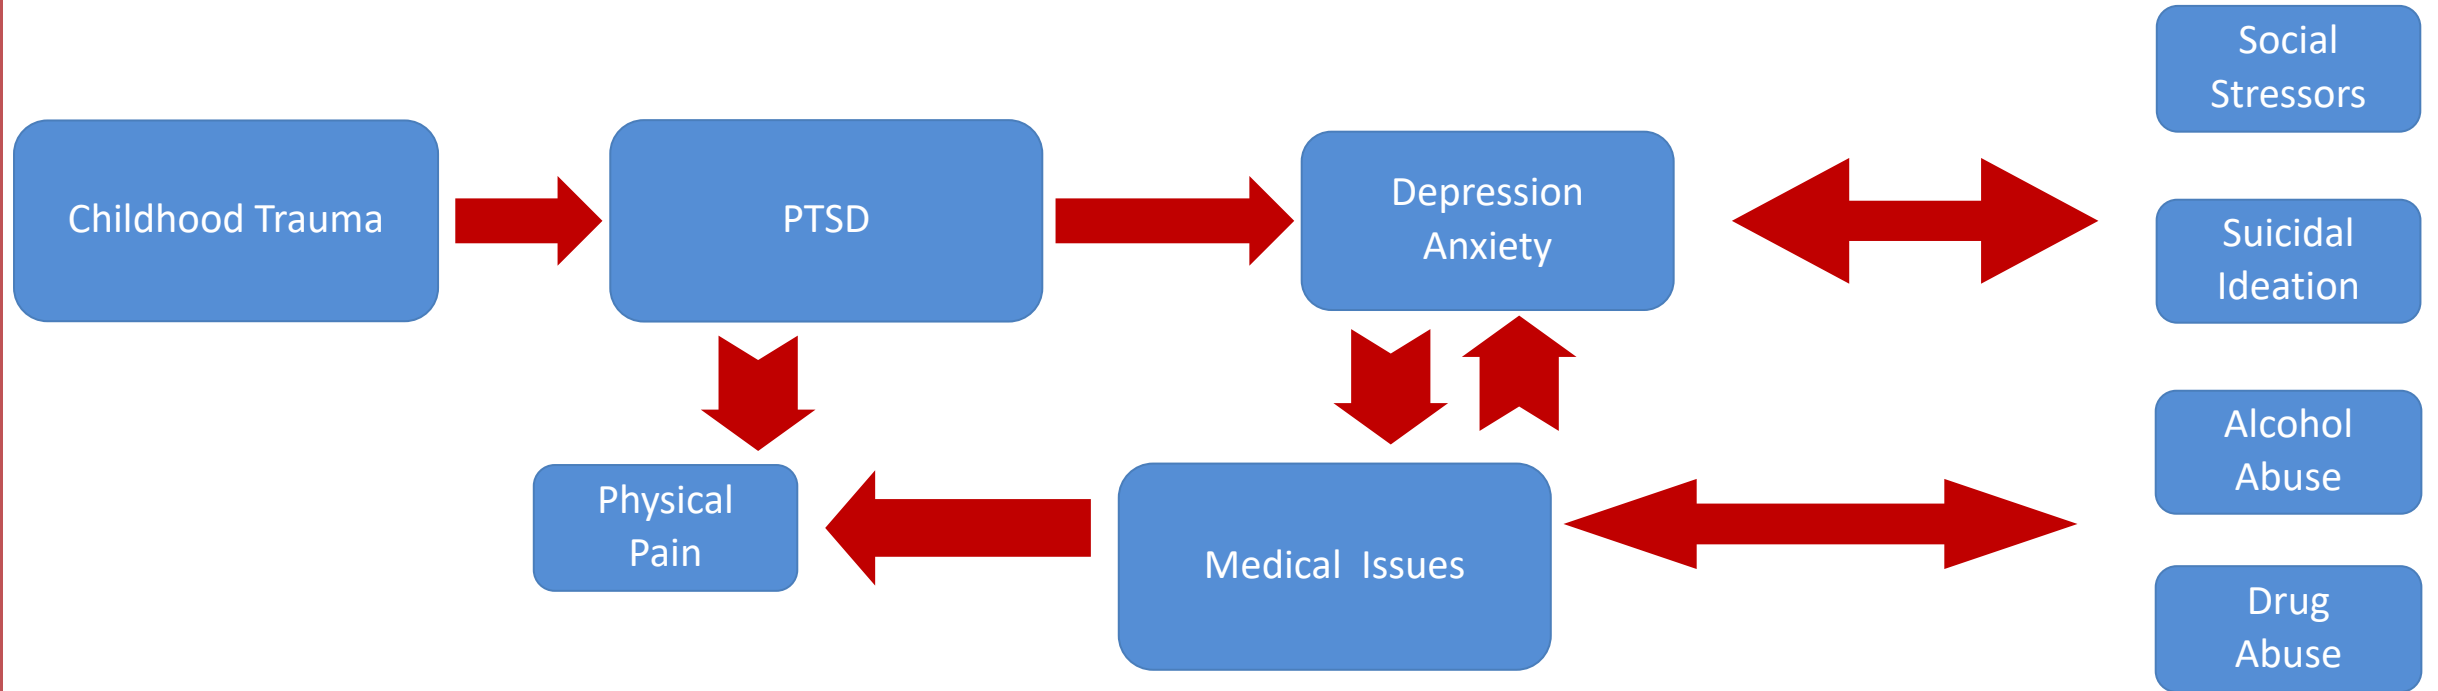 Childhood Trauma
PTSD
Depression
Anxiety
Social
Stressors
Suicidal
Ideation
Physical
Pain
Medical  Issues
Alcohol
Abuse
Drug
Abuse